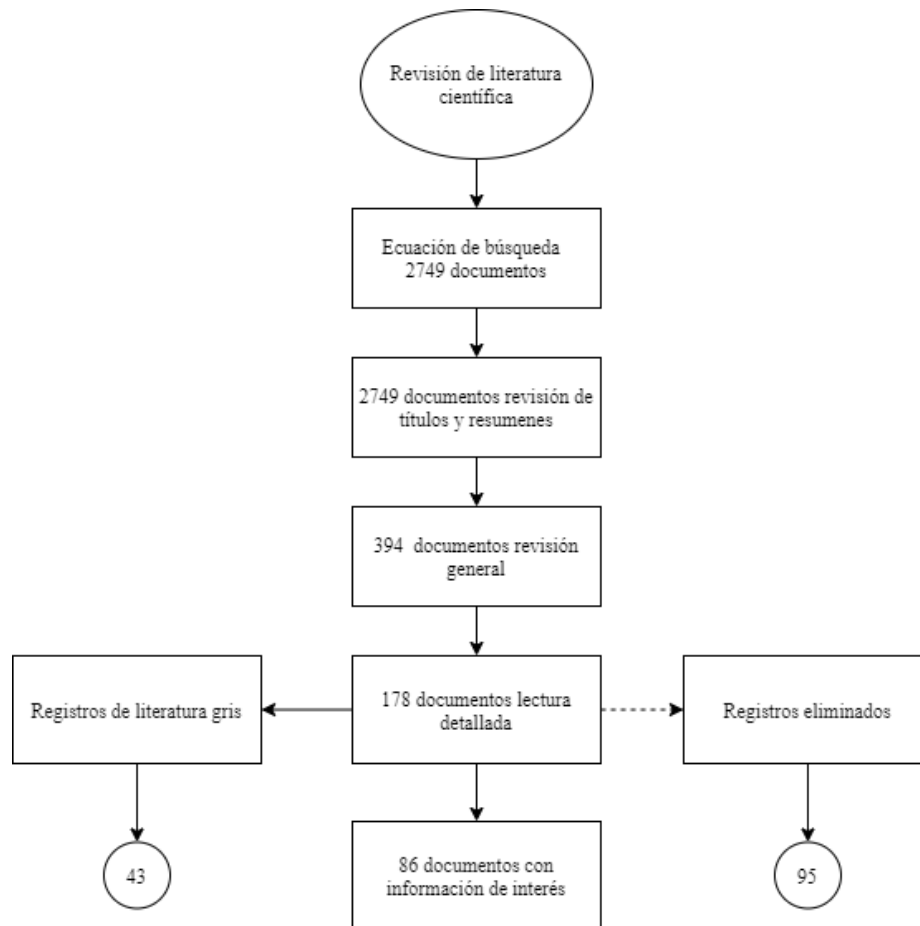 Revisión de literatura
científica
Ecuación de búsqueda
2749 documentos
2749 documentos revisión de
títulos y resumenes
394 documentos revisión
general
Registros de literatura gris
178 documentos lectura
detallada
Registros eliminados
43
86 documentos con
información de interés
95